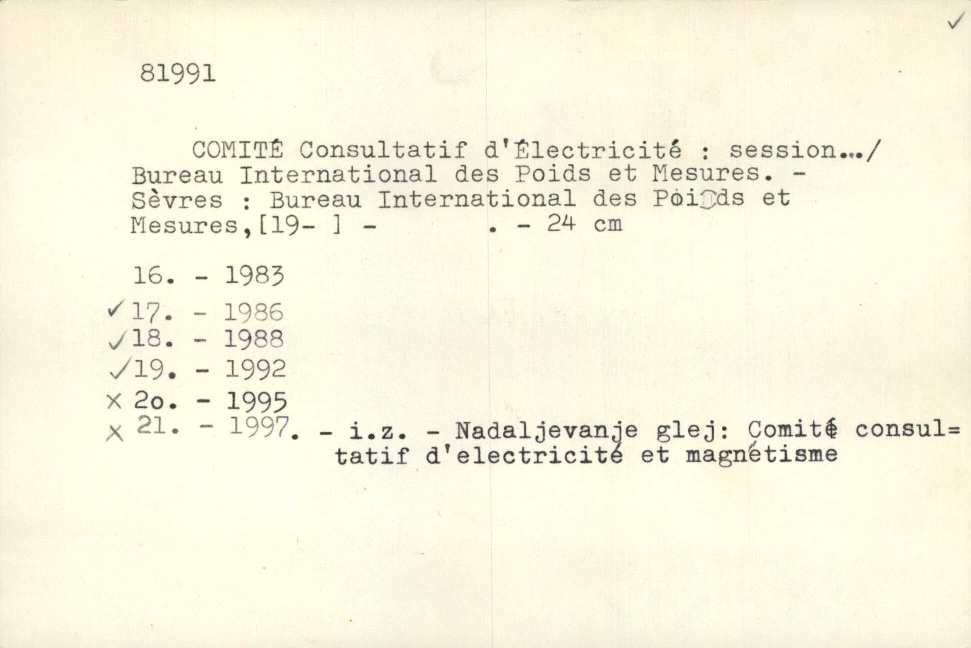 81991
COMITÉ Consultatif d'Électricité : session.../
Bureau International des Poids et Mesures. -
Sèvres : Bureau International des Poids et
Mesures,[19- ] -          . - 24 cm
16. - 1983
✓ 17. - 1986
✓ 18. - 1988
✓ 19. - 1992
x 2o. - 1995
x 21. - 1997. - i.z. - Nadaljevanje glej: Comité consul=
tatif d'electricité et magnétisme